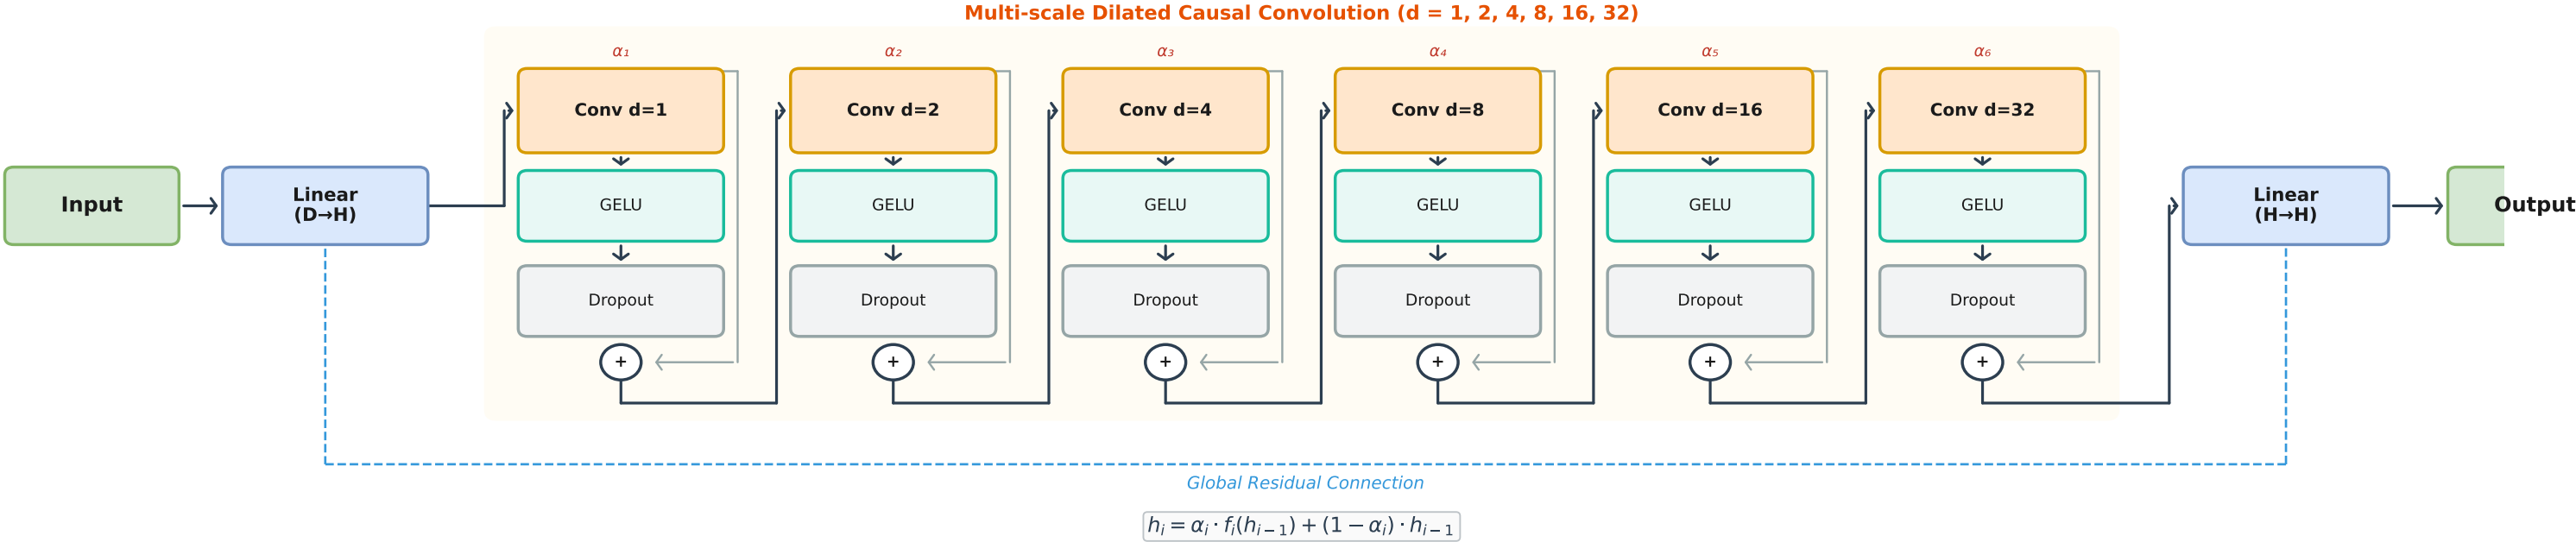 Multi-scale Dilated Causal Convolution (d = 1, 2, 4, 8, 16, 32)
α₁
α₂
α₃
α₄
α₅
α₆
Input
Linear
(D→H)
Conv d=1
GELU
Dropout
+
Conv d=2
GELU
Dropout
+
Conv d=4
GELU
Dropout
+
Conv d=8
GELU
Dropout
+
Conv d=16
GELU
Dropout
+
Conv d=32
GELU
Dropout
+
Linear
(H→H)
Output
Global Residual Connection
hᵢ = αᵢ · fᵢ(hᵢ₋₁) + (1 − αᵢ) · hᵢ₋₁